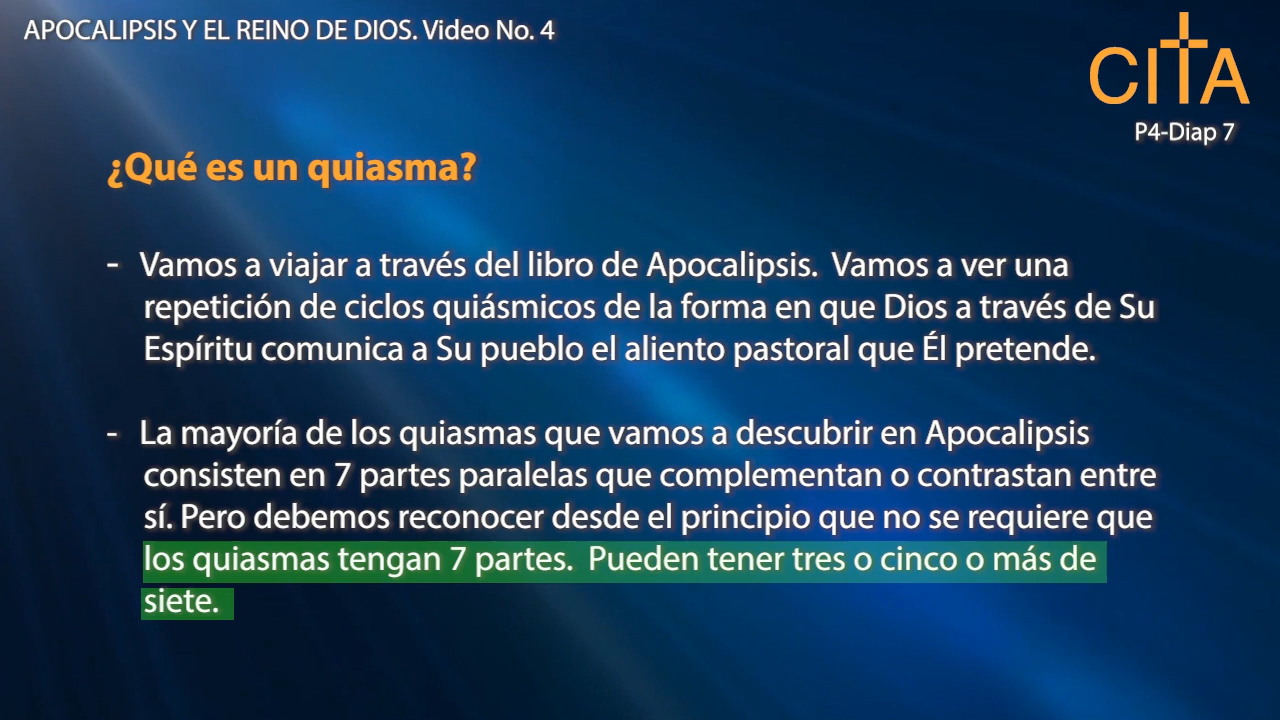 APOCALIPSIS Y EL REINO DE DIOS. Video No. 4
CITA
P4-Diap 7
¿Qué es un quiasma?
- Vamos a viajar a través del libro de Apocalipsis. Vamos a ver una
repetición de ciclos quiásmicos de la forma en que Dios a través de Su
Espíritu comunica a Su pueblo el aliento pastoral que Él pretende.
- La mayoría de los quiasmas que vamos a descubrir en Apocalipsis
consisten en 7 partes paralelas que complementan o contrastan entre
sí. Pero debemos reconocer desde el principio que no se requiere que
los quiasmas tengan 7 partes. Pueden tener tres o cinco o más de
siete.